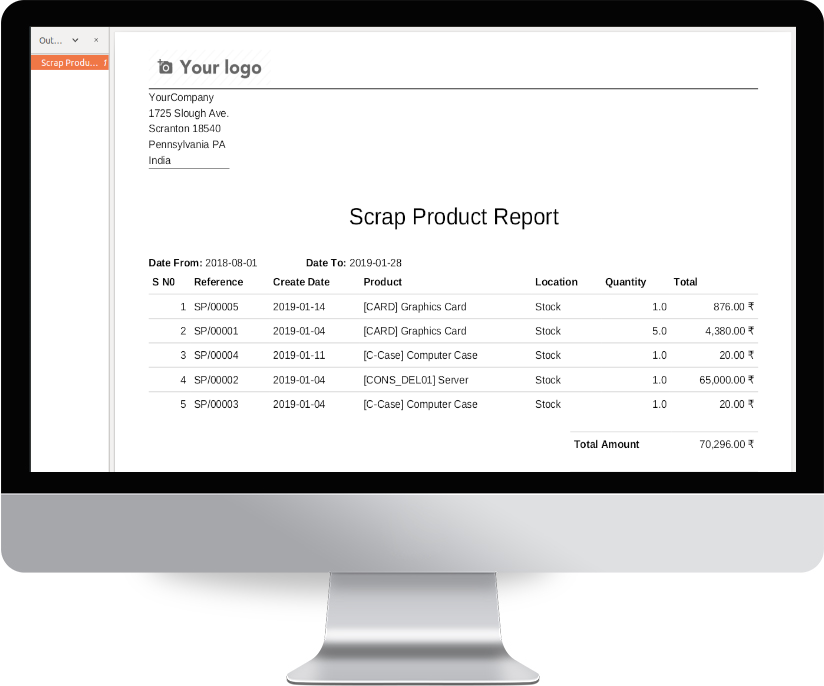 Out...
×
Scrap Produ...
Your logo
YourCompany
1725 Slough Ave.
Scranton 18540
Pennsylvania PA
India
Scrap Product Report
Date From: 2018-08-01 Date To: 2019-01-28
S N0 Reference Create Date Product Location Quantity Total
1 SP/00005 2019-01-14 [CARD] Graphics Card Stock 1.0 876.00 ₹
2 SP/00001 2019-01-04 [CARD] Graphics Card Stock 5.0 4,380.00 ₹
3 SP/00004 2019-01-11 [C-Case] Computer Case Stock 1.0 20.00 ₹
4 SP/00002 2019-01-04 [CONS_DEL01] Server Stock 1.0 65,000.00 ₹
5 SP/00003 2019-01-04 [C-Case] Computer Case Stock 1.0 20.00 ₹
Total Amount 70,296.00 ₹